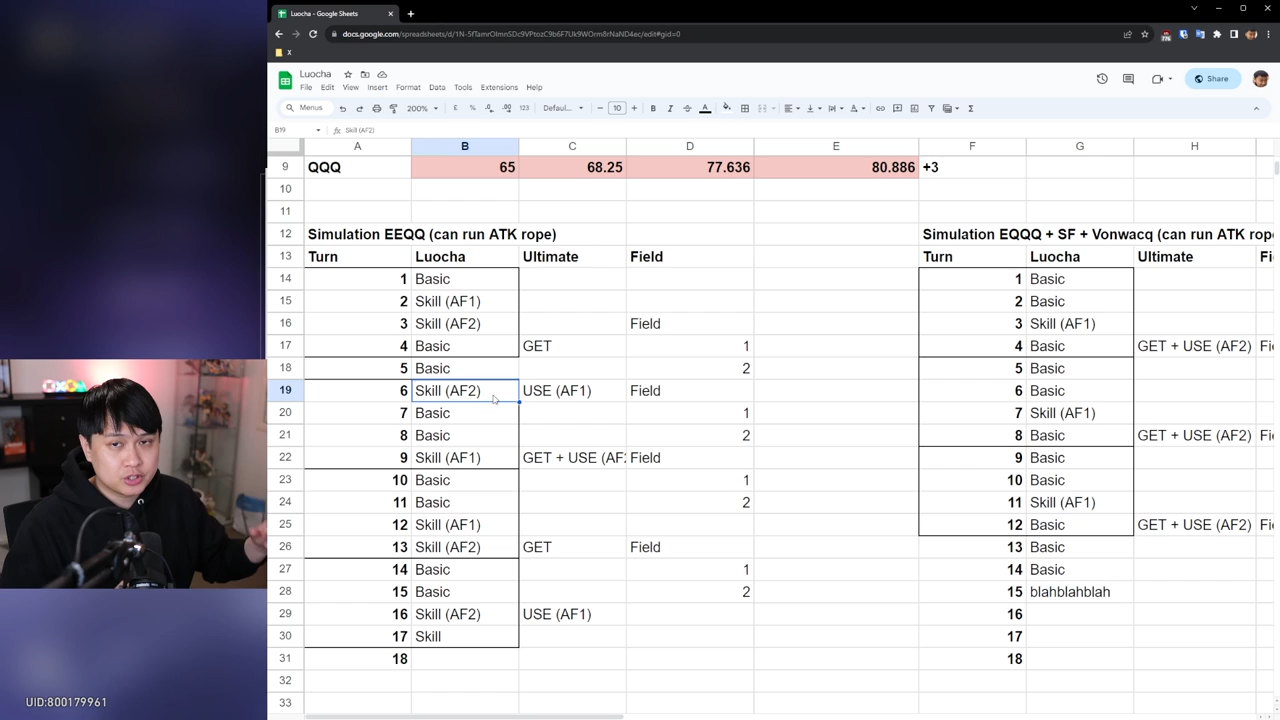 Luocha - Google Sheets
docs.google.com/spreadsheets/d/1N-5fTamrOlmnSDc9VPtozC9b6F7Uk9WOrm8rNaND4ec/edit#gid=0
X
Luocha
File Edit View Insert Format Data Tools Extensions Help
Share
Menus 200% £ % .0 .00 123 Defaul... 10 B I A
B19 fx Skill (AF2)
A B C D E F G H
9 QQQ 65 68.25 77.636 80.886 +3
10
11
12 Simulation EEQQ (can run ATK rope) Simulation EQQQ + SF + Vonwacq (can run ATK rope
13 Turn Luocha Ultimate Field Turn Luocha Ultimate Fi
14 1 Basic 1 Basic
15 2 Skill (AF1) 2 Basic
16 3 Skill (AF2) Field 3 Skill (AF1)
17 4 Basic GET 1 4 Basic GET + USE (AF2) Fi
18 5 Basic 2 5 Basic
19 6 Skill (AF2) USE (AF1) Field 6 Basic
20 7 Basic 1 7 Skill (AF1)
21 8 Basic 2 8 Basic GET + USE (AF2) Fi
22 9 Skill (AF1) GET + USE (AF2 Field 9 Basic
23 10 Basic 1 10 Basic
24 11 Basic 2 11 Skill (AF1)
25 12 Skill (AF1) 12 Basic GET + USE (AF2) Fi
26 13 Skill (AF2) GET Field 13 Basic
27 14 Basic 1 14 Basic
28 15 Basic 2 15 blahblahblah
29 16 Skill (AF2) USE (AF1) 16
30 17 Skill 17
31 18 18
32
33
UID:800179961